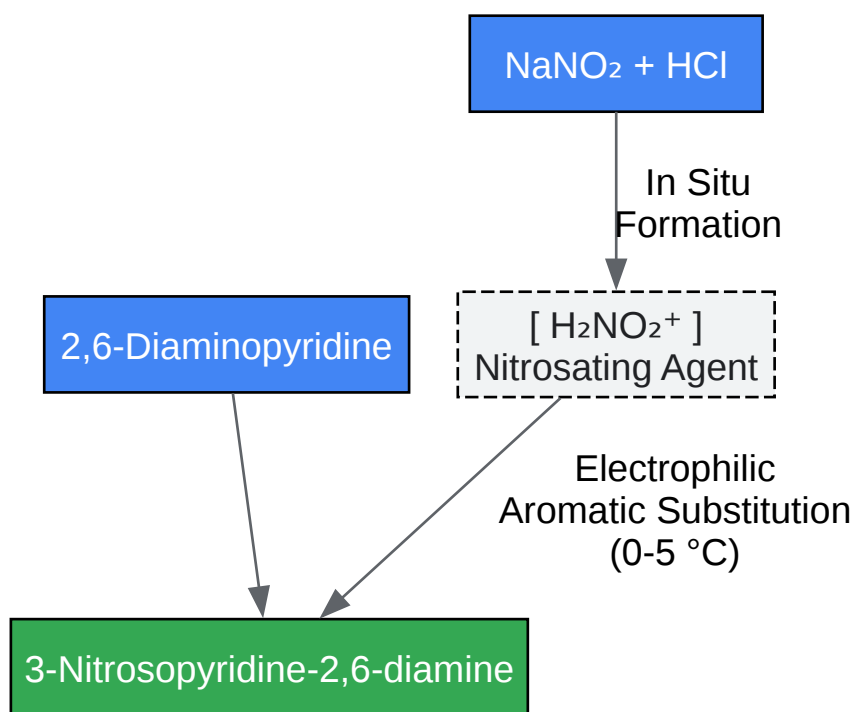 NaNO₂ + HCl
In Situ
Formation
[ H₂NO₂⁺ ]
Nitrosating Agent
2,6-Diaminopyridine
Electrophilic
Aromatic Substitution
(0-5 °C)
3-Nitrosopyridine-2,6-diamine